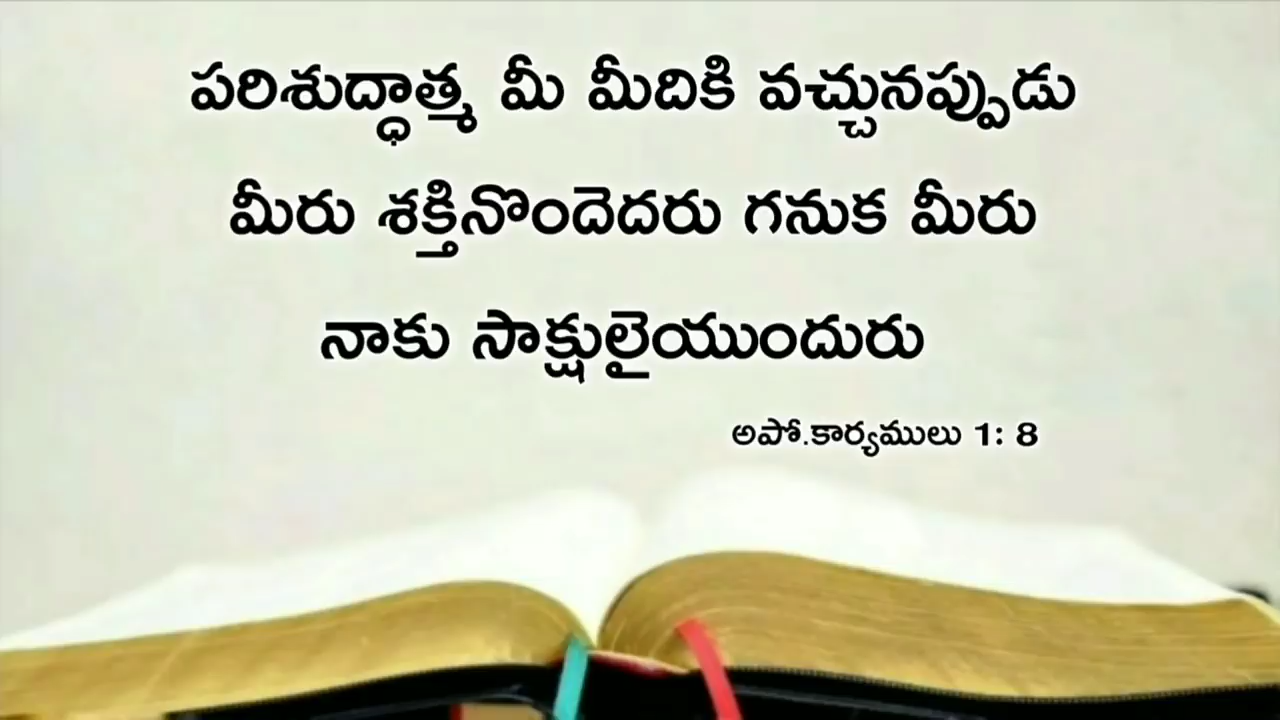 పరిశుద్ధాత్మ మీ మీదికి వచ్చునప్పుడు
మీరు శక్తినొందెదరు గనుక మీరు
నాకు సాక్షులైయుందురు
అపో.కార్యములు 1: 8